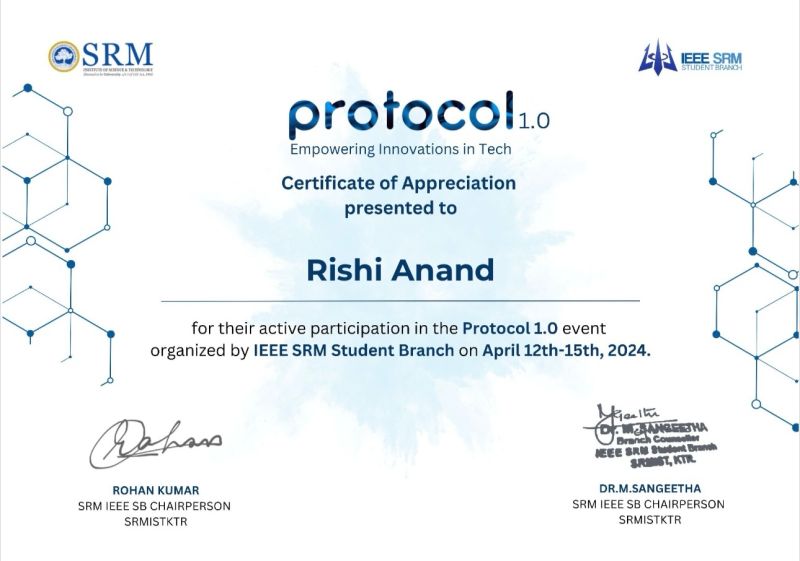 SRM
INSTITUTE OF SCIENCE & TECHNOLOGY
IEEE SRM
STUDENT BRANCH
protocol 1.0
Empowering Innovations in Tech
Certificate of Appreciation
presented to
Rishi Anand
for their active participation in the Protocol 1.0 event
organized by IEEE SRM Student Branch on April 12th-15th, 2024.
Dr. M. SANGEETHA
Branch Counsellor
IEEE SRM Student Branch
SRMIST, KTR.
ROHAN KUMAR
SRM IEEE SB CHAIRPERSON
SRMISTKTR
DR.M.SANGEETHA
SRM IEEE SB CHAIRPERSON
SRMISTKTR